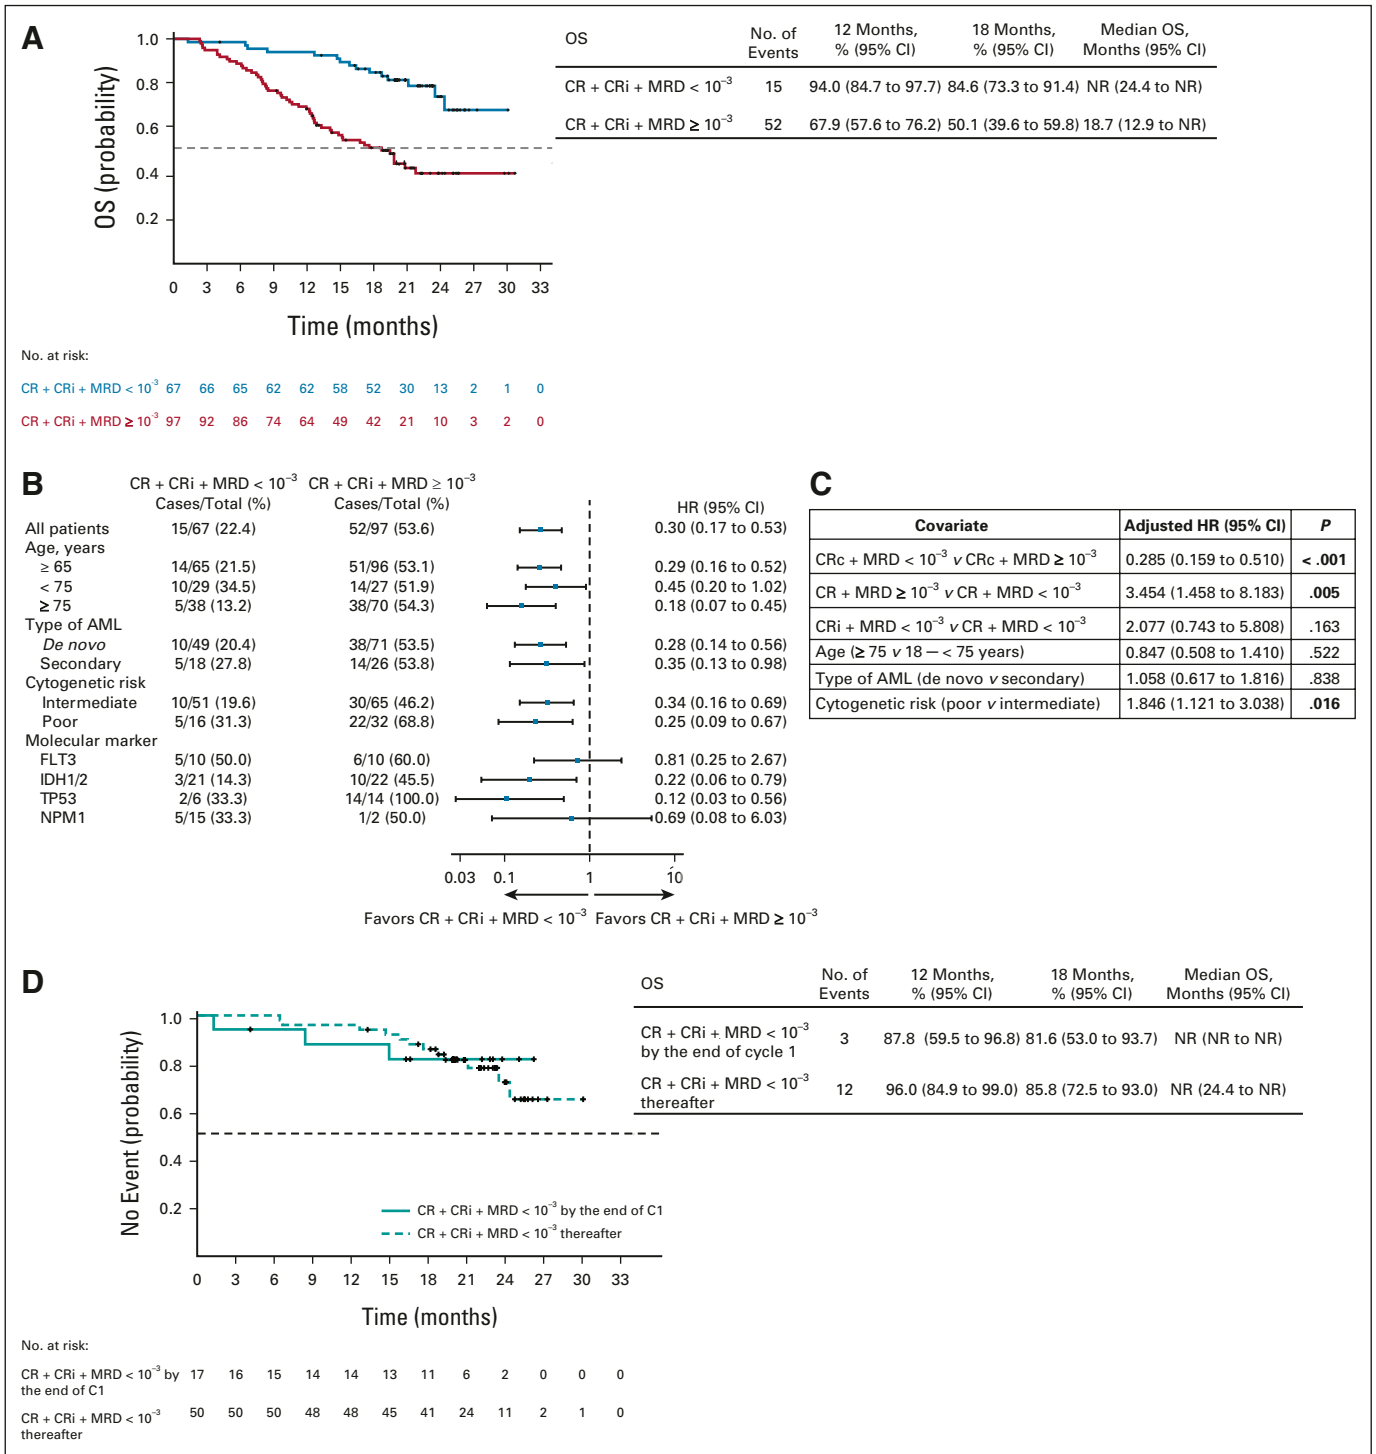 A
OS (probability)
1.0
0.8
0.6
0.4
0.2
0 3 6 9 12 15 18 21 24 27 30 33
Time (months)
OS No. of Events 12 Months, % (95% CI) 18 Months, % (95% CI) Median OS, Months (95% CI)
CR + CRi + MRD < 10⁻³ 15 94.0 (84.7 to 97.7) 84.6 (73.3 to 91.4) NR (24.4 to NR)
CR + CRi + MRD ≥ 10⁻³ 52 67.9 (57.6 to 76.2) 50.1 (39.6 to 59.8) 18.7 (12.9 to NR)
No. at risk:
CR + CRi + MRD < 10⁻³ 67 66 65 62 62 58 52 30 13 2 1 0
CR + CRi + MRD ≥ 10⁻³ 97 92 86 74 64 49 42 21 10 3 2 0
B
CR + CRi + MRD < 10⁻³ CR + CRi + MRD ≥ 10⁻³
Cases/Total (%) Cases/Total (%) HR (95% CI)
All patients 15/67 (22.4) 52/97 (53.6) 0.30 (0.17 to 0.53)
Age, years
≥ 65 14/65 (21.5) 51/96 (53.1) 0.29 (0.16 to 0.52)
< 75 10/29 (34.5) 14/27 (51.9) 0.45 (0.20 to 1.02)
≥ 75 5/38 (13.2) 38/70 (54.3) 0.18 (0.07 to 0.45)
Type of AML
De novo 10/49 (20.4) 38/71 (53.5) 0.28 (0.14 to 0.56)
Secondary 5/18 (27.8) 14/26 (53.8) 0.35 (0.13 to 0.98)
Cytogenetic risk
Intermediate 10/51 (19.6) 30/65 (46.2) 0.34 (0.16 to 0.69)
Poor 5/16 (31.3) 22/32 (68.8) 0.25 (0.09 to 0.67)
Molecular marker
FLT3 5/10 (50.0) 6/10 (60.0) 0.81 (0.25 to 2.67)
IDH1/2 3/21 (14.3) 10/22 (45.5) 0.22 (0.06 to 0.79)
TP53 2/6 (33.3) 14/14 (100.0) 0.12 (0.03 to 0.56)
NPM1 5/15 (33.3) 1/2 (50.0) 0.69 (0.08 to 6.03)
0.03 0.1 1 10
Favors CR + CRi + MRD < 10⁻³ Favors CR + CRi + MRD ≥ 10⁻³
C
Covariate Adjusted HR (95% CI) P
CRc + MRD < 10⁻³ v CRc + MRD ≥ 10⁻³ 0.285 (0.159 to 0.510) < .001
CR + MRD ≥ 10⁻³ v CR + MRD < 10⁻³ 3.454 (1.458 to 8.183) .005
CRi + MRD < 10⁻³ v CR + MRD < 10⁻³ 2.077 (0.743 to 5.808) .163
Age (≥ 75 v 18 – < 75 years) 0.847 (0.508 to 1.410) .522
Type of AML (de novo v secondary) 1.058 (0.617 to 1.816) .838
Cytogenetic risk (poor v intermediate) 1.846 (1.121 to 3.038) .016
D
No Event (probability)
1.0
0.8
0.6
0.4
0.2
CR + CRi + MRD < 10⁻³ by the end of C1
CR + CRi + MRD < 10⁻³ thereafter
0 3 6 9 12 15 18 21 24 27 30 33
Time (months)
OS No. of Events 12 Months, % (95% CI) 18 Months, % (95% CI) Median OS, Months (95% CI)
CR + CRi + MRD < 10⁻³
by the end of cycle 1 3 87.8 (59.5 to 96.8) 81.6 (53.0 to 93.7) NR (NR to NR)
CR + CRi + MRD < 10⁻³
thereafter 12 96.0 (84.9 to 99.0) 85.8 (72.5 to 93.0) NR (24.4 to NR)
No. at risk:
CR + CRi + MRD < 10⁻³ by 17 16 15 14 14 13 11 6 2 0 0 0
the end of C1
CR + CRi + MRD < 10⁻³ 50 50 50 48 48 45 41 24 11 2 1 0
thereafter